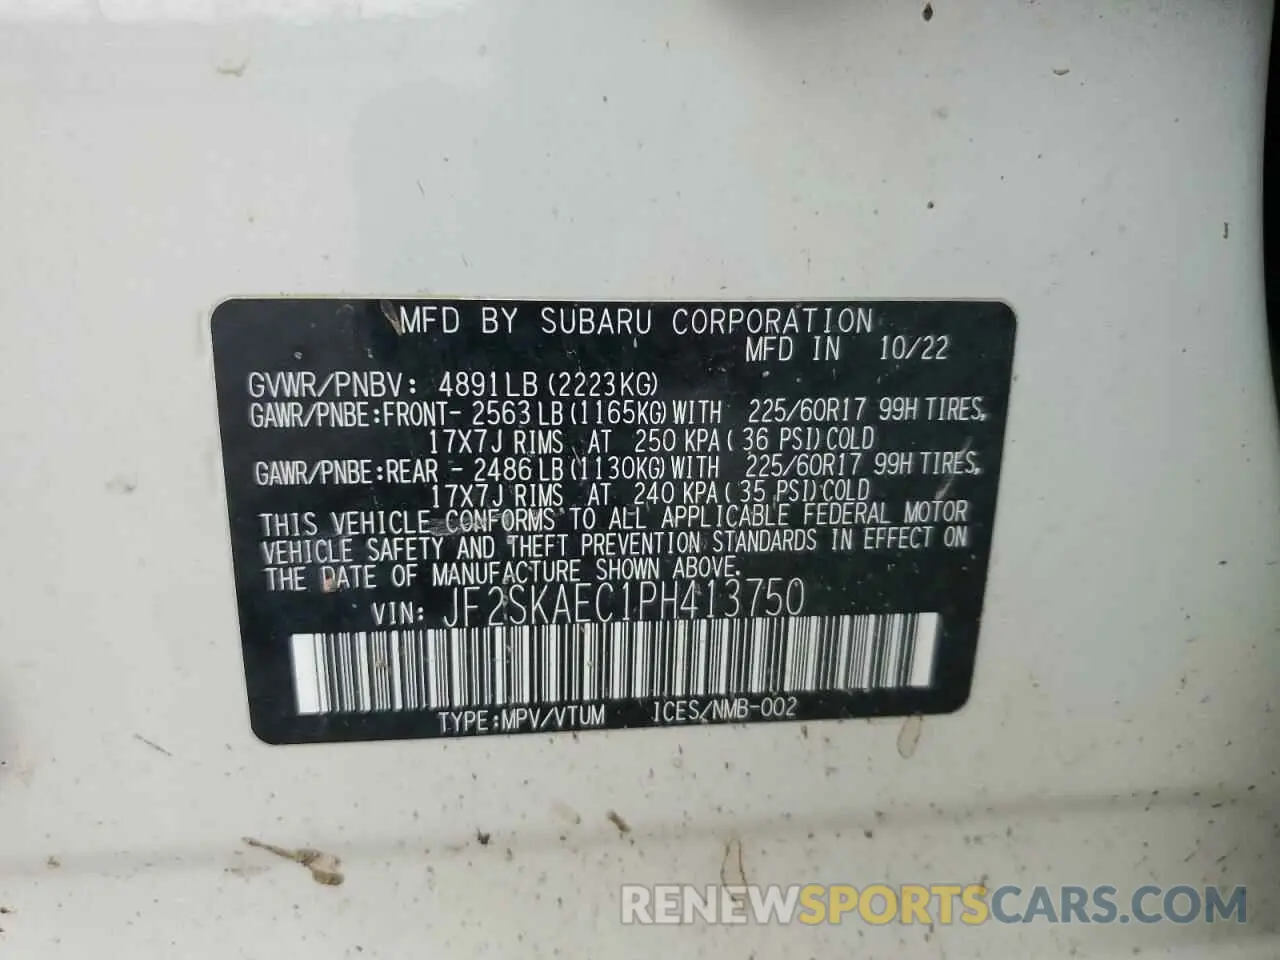 MFD BY SUBARU CORPORATION
MFD IN 10/22
GVWR/PNBV: 4891LB (2223KG)
GAWR/PNBE:FRONT- 2563LB (1165KG) WITH 225/60R17 99H TIRES,
17X7J RIMS AT 250 KPA ( 36 PSI) COLD
GAWR/PNBE:REAR - 2486LB (1130KG) WITH 225/60R17 99H TIRES,
17X7J RIMS AT 240 KPA ( 35 PSI) COLD
THIS VEHICLE CONFORMS TO ALL APPLICABLE FEDERAL MOTOR
VEHICLE SAFETY AND THEFT PREVENTION STANDARDS IN EFFECT ON
THE DATE OF MANUFACTURE SHOWN ABOVE.
VIN: JF2SKAEC1PH413750
TYPE:MPV/VTUM ICES/NMB-002
RENEWSPORTSCARS.COM